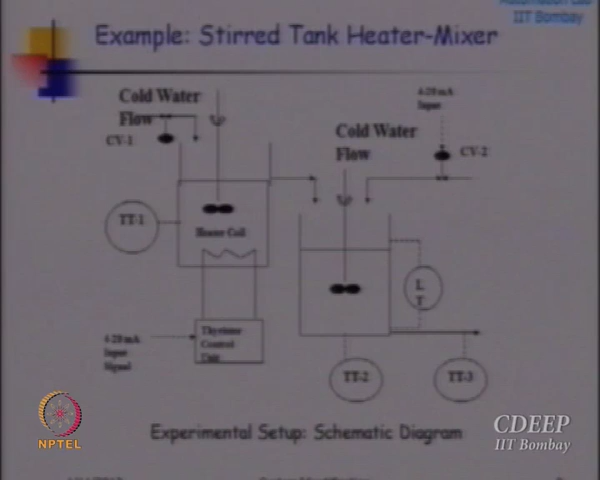 IIT Bombay
Example: Stirred Tank Heater-Mixer
Cold Water
Flow
CV-1
4-20 mA
Input
Cold Water
Flow
CV-2
TT-1
Heater Coil
L
T
4-20 mA
Input
Signal
Thyrister
Control
Unit
TT-2
TT-3
Experimental Setup: Schematic Diagram
NPTEL
CDEEP
IIT Bombay